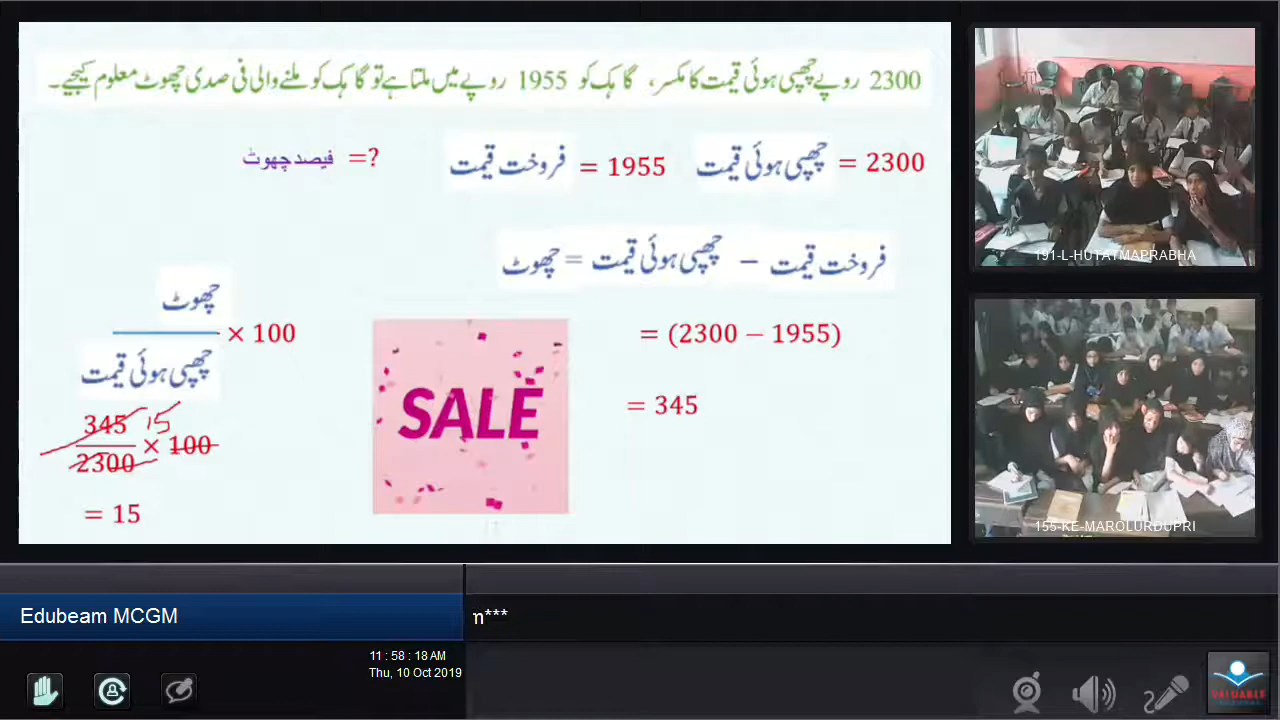 2300 روپے چھپی ہوئی قیمت کا مکسر، گاہک کو 1955 روپے میں ملتا ہے تو گاہک کو ملنے والی فی صدی چھوٹ معلوم کیجیے۔
چھپی ہوئی قیمت = 2300
فروخت قیمت = 1955
فیصد چھوٹ =?
چھوٹ = چھپی ہوئی قیمت − فروخت قیمت
= (2300 − 1955)
= 345
چھوٹ
چھپی ہوئی قیمت
× 100
345 15
2300
× 100
= 15
SALE
191-L-HUTATMAPRABHA
155-KE-MAROLURDUPRI
Edubeam MCGM
n***
11 : 58 : 18 AM
Thu, 10 Oct 2019
VALUABLE